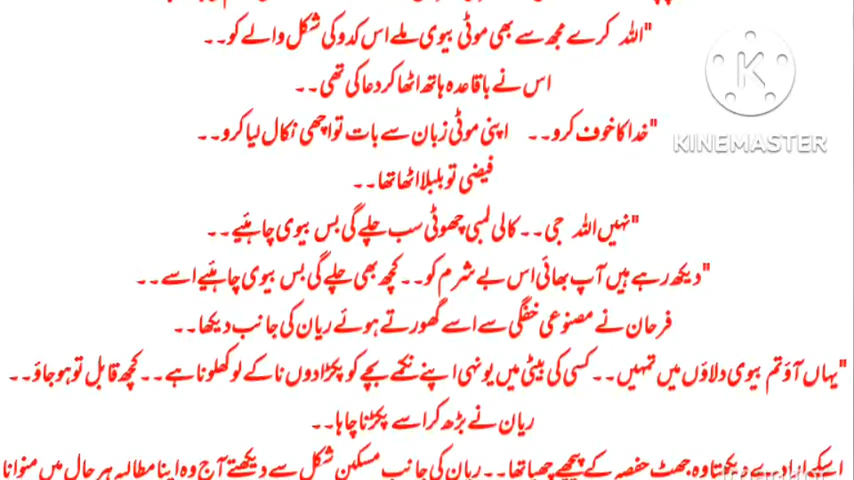 "اللہ کرے مجھ سے بھی موٹی بیوی ملے اس کدو کی شکل والے کو۔۔
اس نے باقاعدہ ہاتھ اٹھا کر دعا کی تھی۔۔
"خدا کا خوف کرو۔۔ اپنی موٹی زبان سے بات تو اچھی نکال لیا کرو۔۔
KINEMASTER
فیضی تو بلبلا اٹھا تھا۔۔
"نہیں اللہ جی۔۔ کالی لمبی چھوٹی سب چلے گی بس بیوی چاہئیے۔۔
"دیکھ رہے ہیں آپ بھائی اس بے شرم کو۔۔ کچھ بھی چلے گی بس بیوی چاہئیے اسے۔۔
فرحان نے مصنوعی خفگی سے اسے گھورتے ہوئے ریان کی جانب دیکھا۔۔
"یہاں آؤ تم بیوی دلاؤں میں تمہیں۔۔ کسی کی بیٹی میں یونہی اپنے نکمے بچے کو پکڑا دوں نا کے لو کھلونا ہے۔۔ کچھ قابل تو ہو جاؤ۔۔
ریان نے بڑھ کر اسے پکڑنا چاہا۔۔
دیکھتا وہ جھٹ حفصہ کے پیچھے چھپا تھا۔۔ ریان کی جانب مسکین شکل سے دیکھتے آج وہ اپنا مطالبہ ہر حال میں منوانا